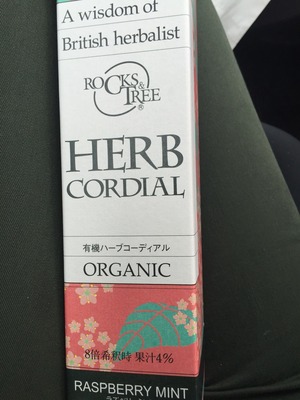 A wisdom of
British herbalist
ROCKS &
TREE ®
HERB
CORDIAL
有機ハーブコーディアル
ORGANIC
8倍希釈時 果汁4%
RASPBERRY MINT